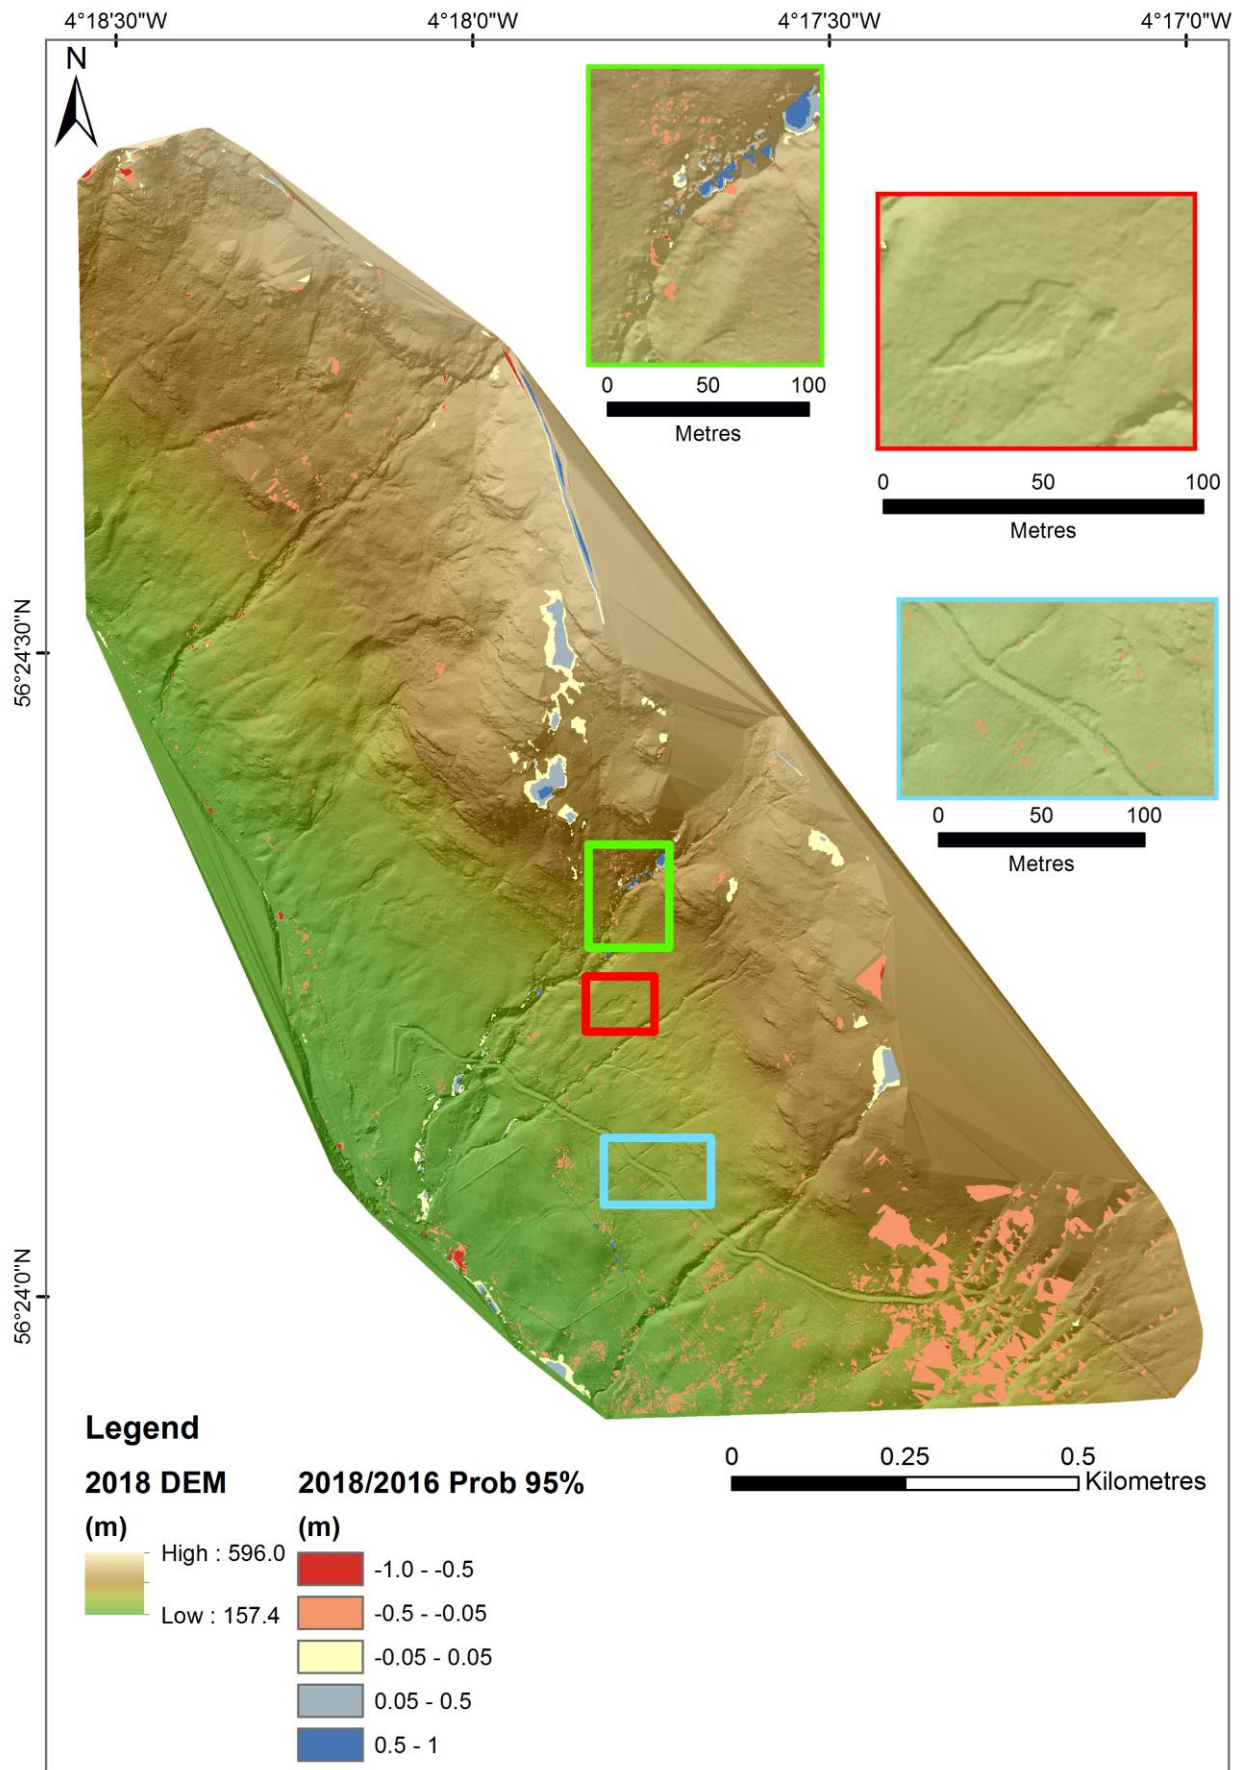 4°18'30"W 4°18'0"W 4°17'30"W 4°17'0"W
N
0 50 100
Metres
0 50 100
Metres
56°24'30"N
0 50 100
Metres
56°24'0"N
Legend
2018 DEM
(m)
High : 596.0
Low : 157.4
2018/2016 Prob 95%
(m)
-1.0 - -0.5
-0.5 - -0.05
-0.05 - 0.05
0.05 - 0.5
0.5 - 1
0 0.25 0.5
Kilometres